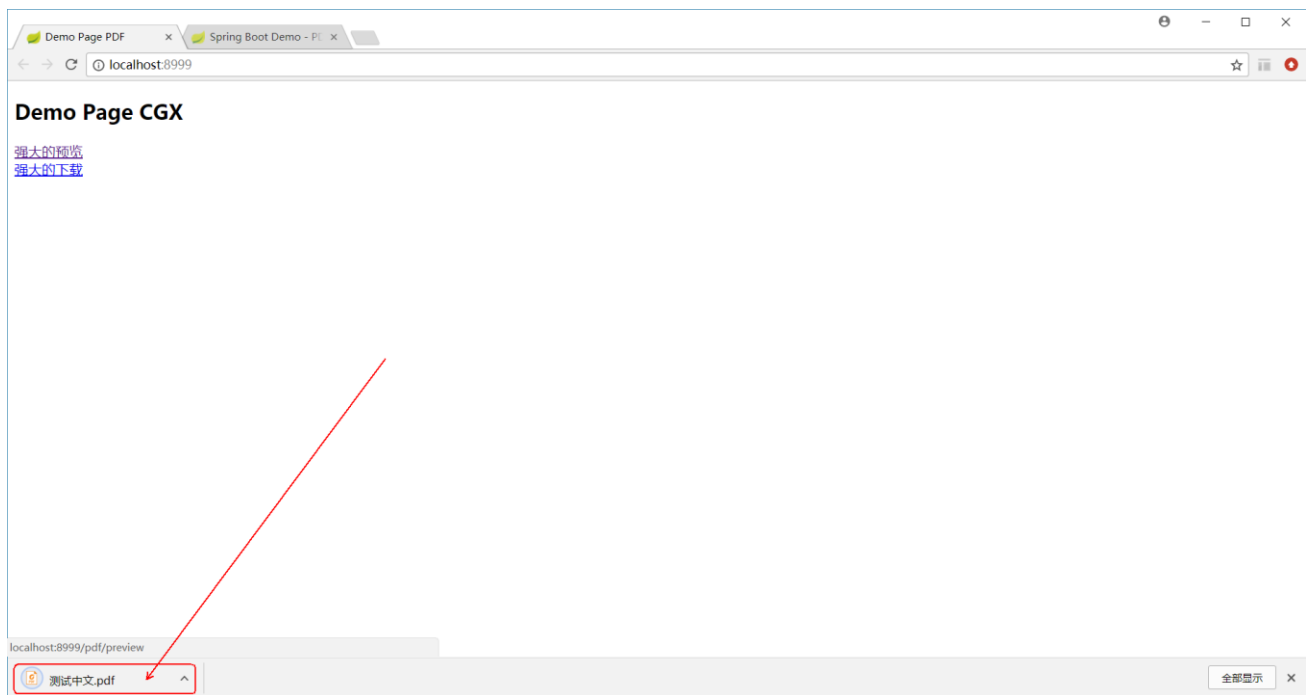 Demo Page PDF
Spring Boot Demo - P
localhost:8999
Demo Page CGX
强大的预览
强大的下载
localhost:8999/pdf/preview
测试中文.pdf
全部显示